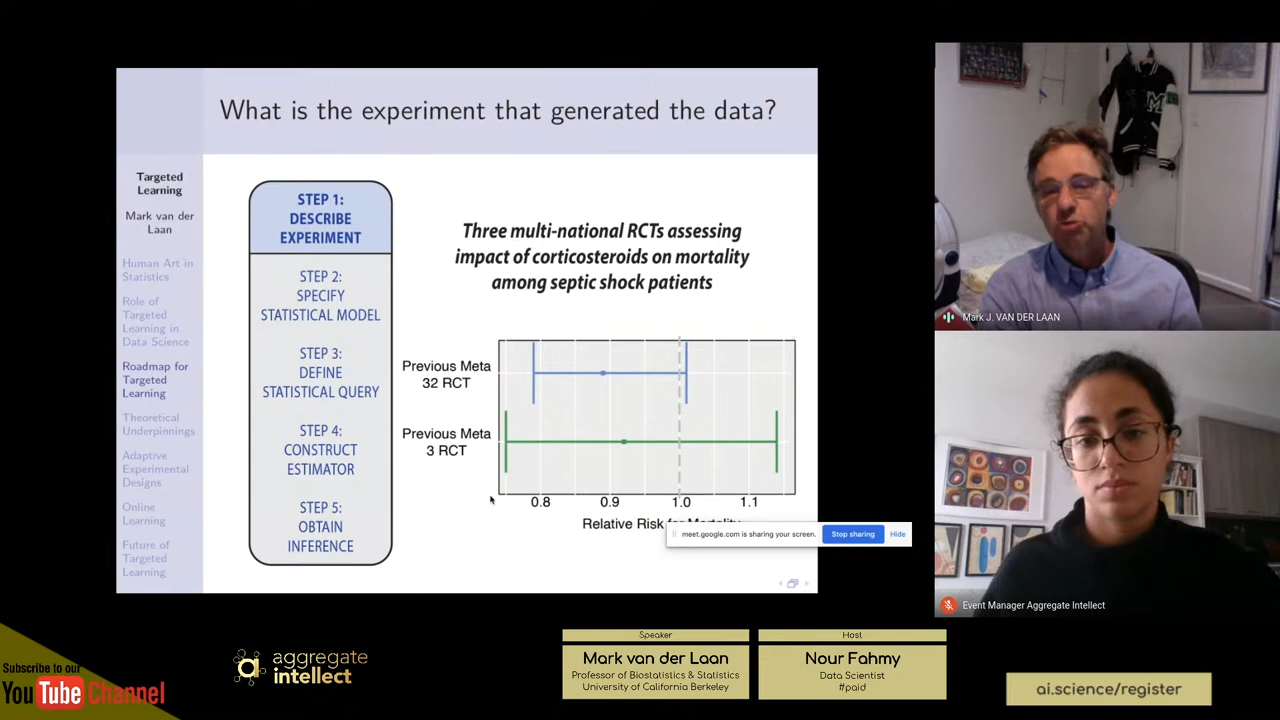 What is the experiment that generated the data?
Targeted
Learning
Mark van der
Laan
Human Art in
Statistics
Role of
Targeted
Learning in
Data Science
Roadmap for
Targeted
Learning
Theoretical
Underpinnings
Adaptive
Experimental
Designs
Online
Learning
Future of
Targeted
Learning
STEP 1:
DESCRIBE
EXPERIMENT
STEP 2:
SPECIFY
STATISTICAL MODEL
STEP 3:
DEFINE
STATISTICAL QUERY
STEP 4:
CONSTRUCT
ESTIMATOR
STEP 5:
OBTAIN
INFERENCE
Three multi-national RCTs assessing
impact of corticosteroids on mortality
among septic shock patients
Previous Meta
32 RCT
Previous Meta
3 RCT
0.8 0.9 1.0 1.1
Relative Risk for Mortality
meet.google.com is sharing your screen. Stop sharing Hide
M
Mark J. VAN DER LAAN
Event Manager Aggregate Intellect
Subscribe to our
YouTube Channel
ai aggregate
intellect
Speaker
Mark van der Laan
Professor of Biostatistics & Statistics
University of California Berkeley
Host
Nour Fahmy
Data Scientist
#paid
ai.science/register